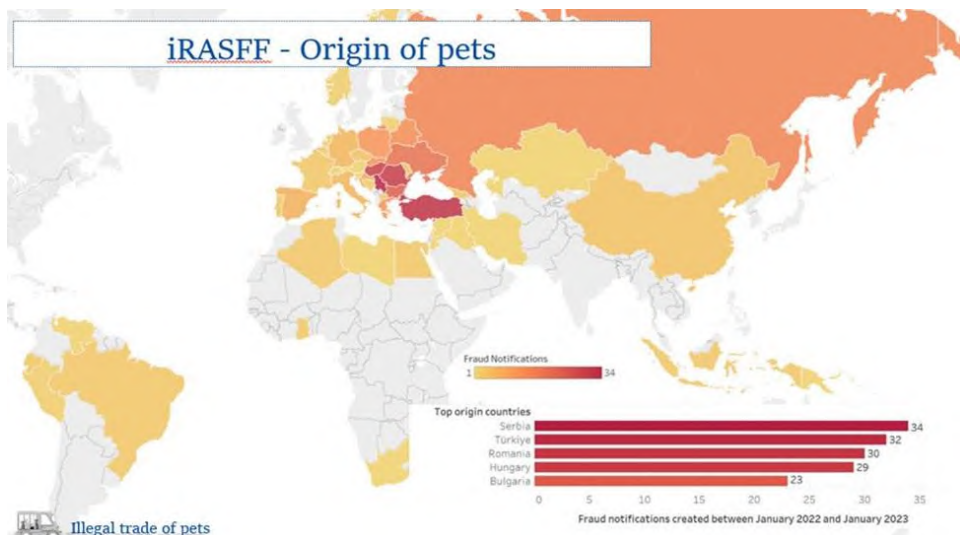 iRASFF - Origin of pets
Fraud Notifications
1 34
Top origin countries
Serbia 34
Türkiye 32
Romania 30
Hungary 29
Bulgaria 23
0 5 10 15 20 25 30 35
Fraud notifications created between January 2022 and January 2023
Illegal trade of pets